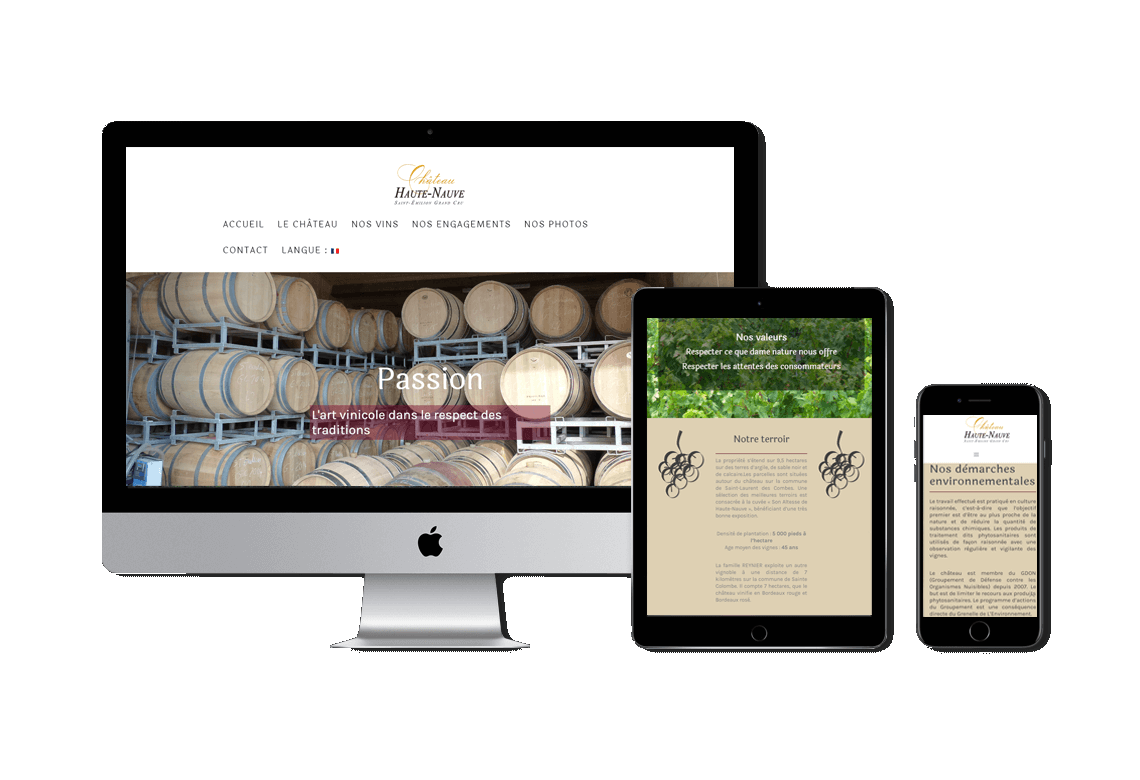 Château
HAUTE-NAUVE
SAINT-ÉMILION GRAND CRU
ACCUEIL LE CHÂTEAU NOS VINS NOS ENGAGEMENTS NOS PHOTOS
CONTACT LANGUE :
Passion
L'art vinicole dans le respect des
traditions
Nos valeurs
Respecter ce que dame nature nous offre
Respecter les attentes des consommateurs
Notre terroir
La propriété s'étend sur 9,0 hectares
sur des terres d'argile, de sable noir et
de calcaire.Les parcelles sont situées
autour du château sur la commune
de Saint-Laurent des Combes. Une
sélection des meilleures terroirs est
consacrée à la cuvée « Son Altesse de
Haute-Nauve », bénéficiant d'une très
bonne exposition.
Densité de plantation : 5 000 pieds à
l'hectare
Age moyen des vignes : 45 ans
La famille REYNIER exploite un autre
vignoble à une distance de 7
kilomètres sur la commune de Sainte
Colombe. Il compte 7 hectares, que le
château vinifie en Bordeaux rouge et
Bordeaux rosé.
Château
HAUTE-NAUVE
SAINT-ÉMILION GRAND CRU
Nos démarches
environnementales
Le travail effectué est pratiqué en culture
raisonnée, c'est-à-dire que l'objectif
premier est d'être au plus proche de la
nature et de réduire la quantité de
substances chimiques. Les produits de
traitement dits phytosanitaires sont
utilisés de façon raisonnée avec une
observation régulière et vigilante des
vignes.
Le château est membre du GDON
(Groupement de Défense contre les
Organismes Nuisibles) depuis 2007. Le
but est de limiter le recours aux produits
phytosanitaires. Le programme d'actions
du Groupement est une conséquence
directe du Grenelle de L'Environnement.